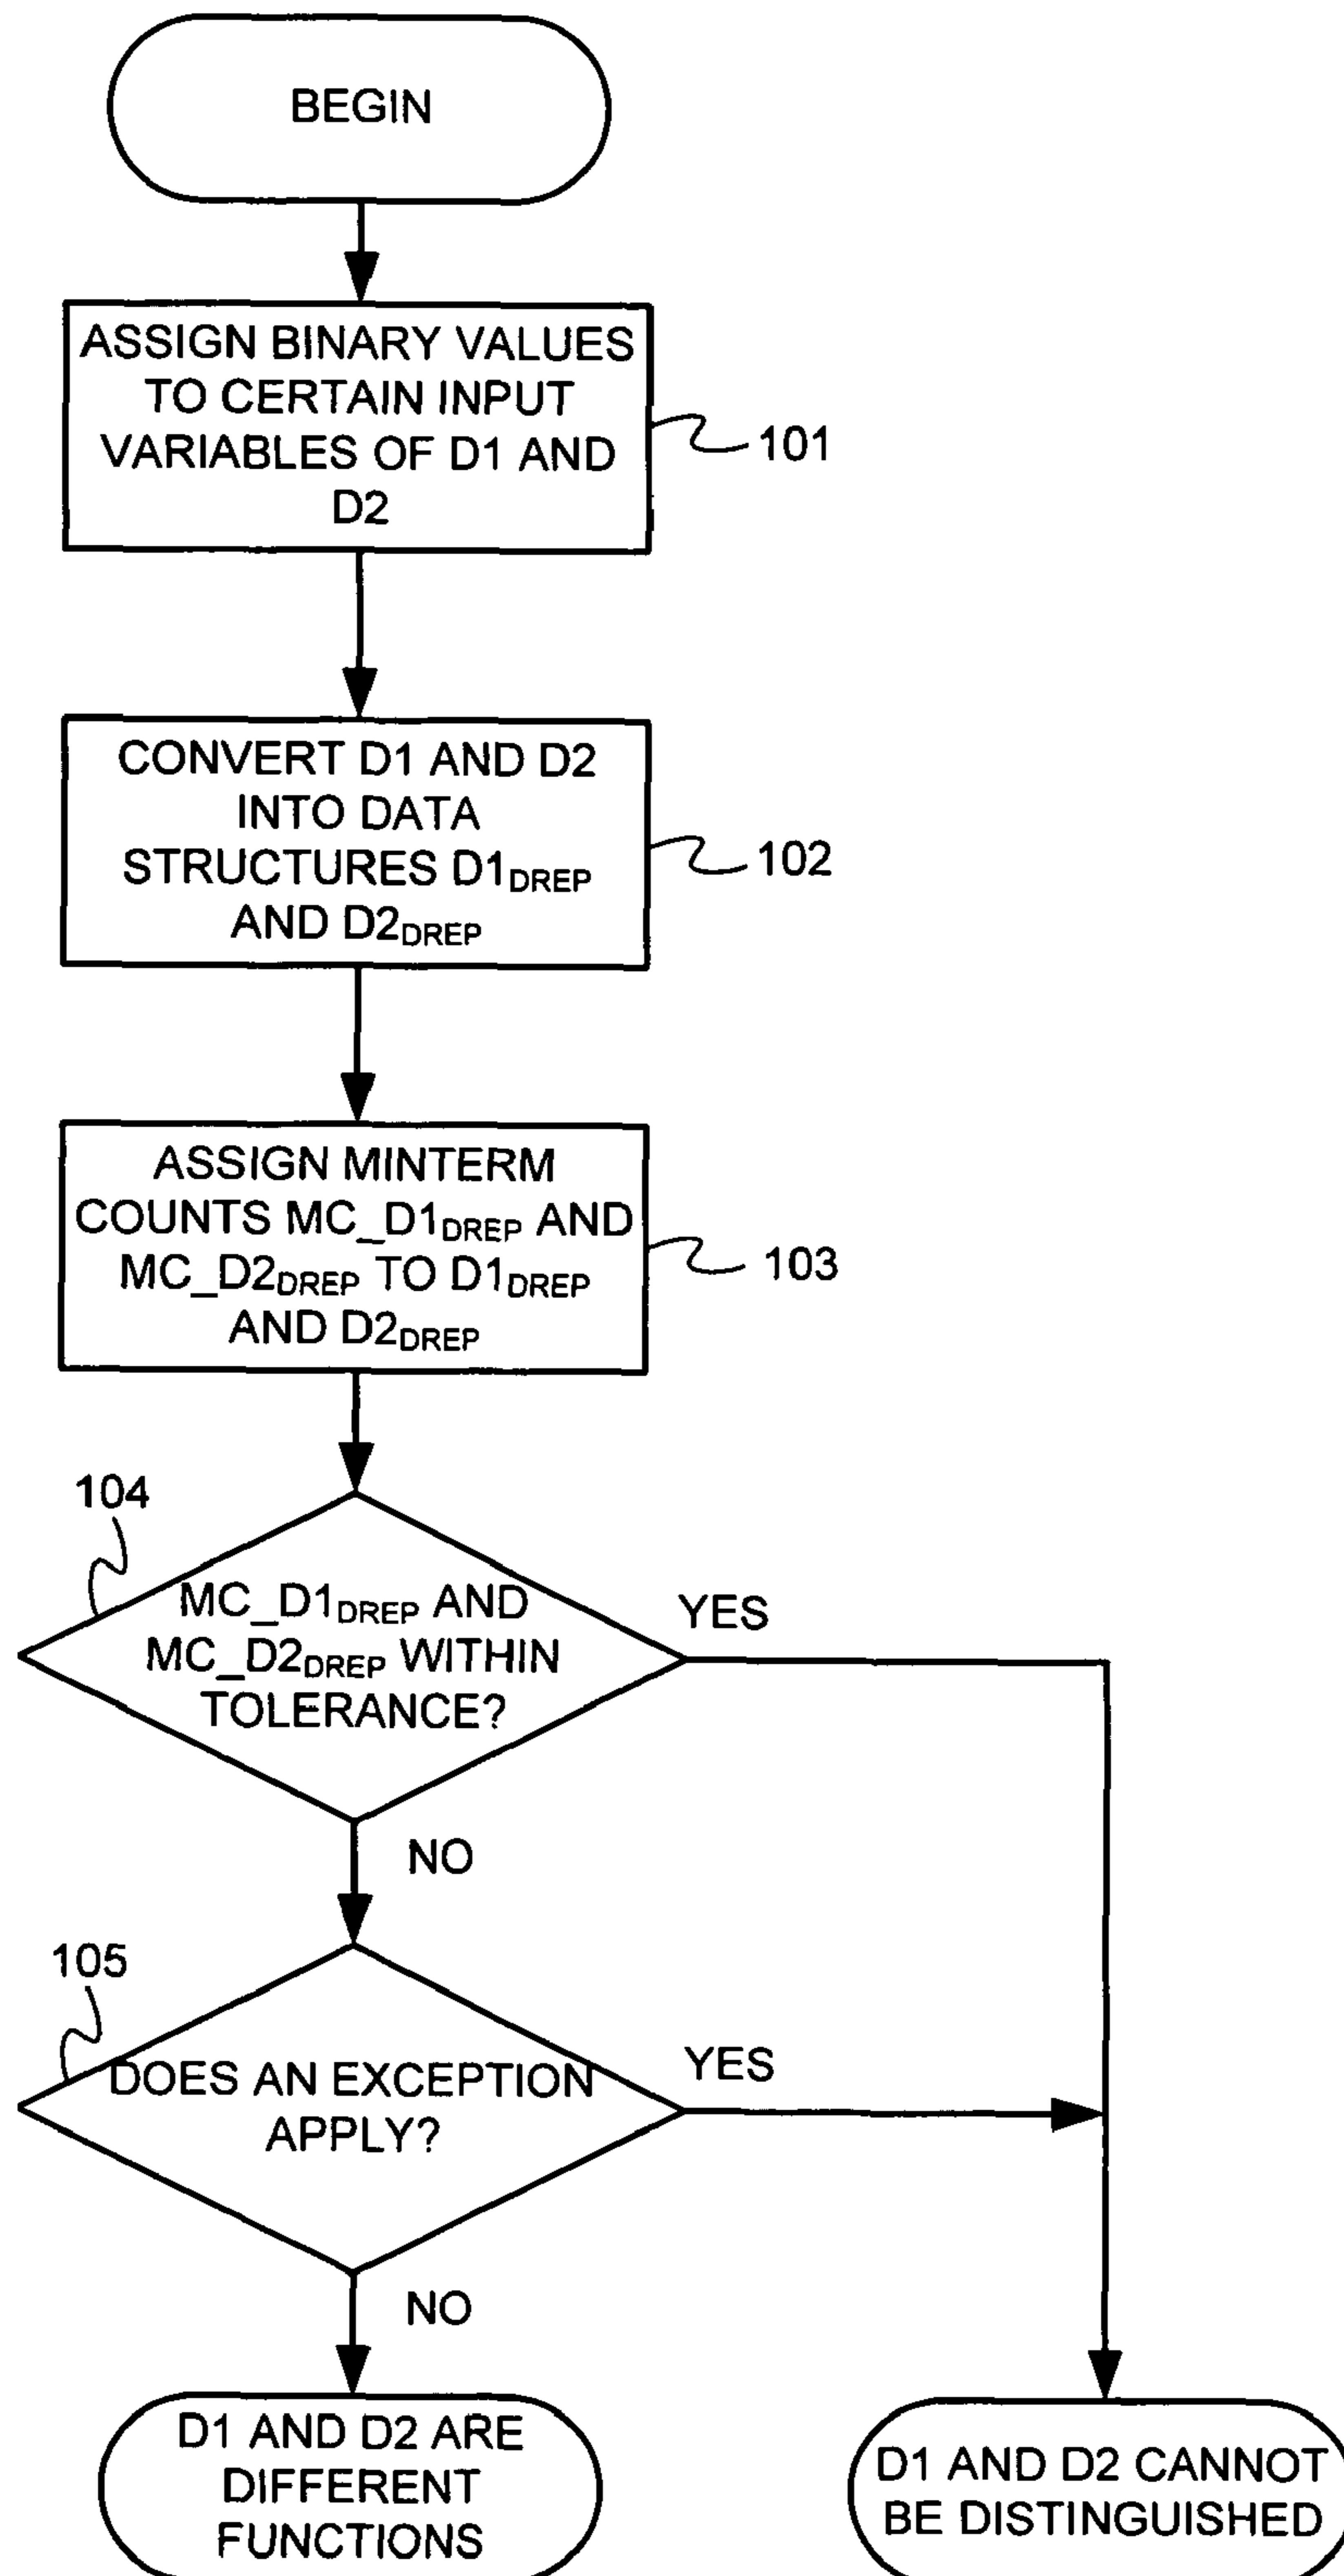 BEGIN
ASSIGN BINARY VALUES
TO CERTAIN INPUT
VARIABLES OF D1 AND
D2
101
CONVERT D1 AND D2
INTO DATA
STRUCTURES D1DREP
AND D2DREP
102
ASSIGN MINTERM
COUNTS MC_D1DREP AND
MC_D2DREP TO D1DREP
AND D2DREP
103
104
MC_D1DREP AND
MC_D2DREP WITHIN
TOLERANCE?
YES
NO
105
DOES AN EXCEPTION
APPLY?
YES
NO
D1 AND D2 ARE
DIFFERENT
FUNCTIONS
D1 AND D2 CANNOT
BE DISTINGUISHED